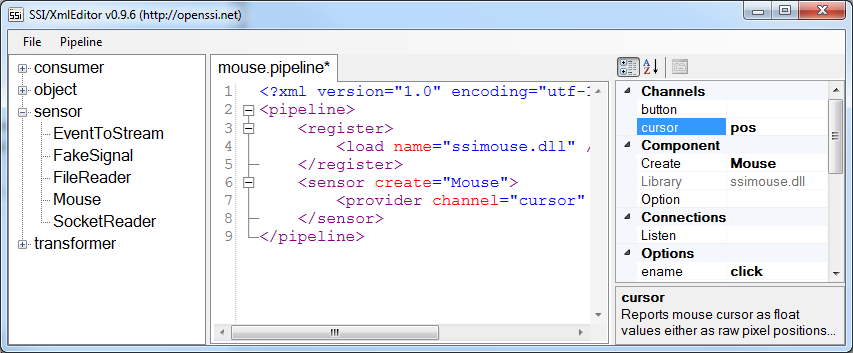 SSI/XmlEditor v0.9.6 (http://openssi.net)
File Pipeline
consumer
object
sensor
EventToStream
FakeSignal
FileReader
Mouse
SocketReader
transformer
mouse.pipeline*
1 <?xml version="1.0" encoding="utf-1
2 <pipeline>
3 <register>
4 <load name="ssimouse.dll" /
5 </register>
6 <sensor create="Mouse">
7 <provider channel="cursor"
8 </sensor>
9 </pipeline>
Channels
button
cursor pos
Component
Create Mouse
Library ssimouse.dll
Option
Connections
Listen
Options
ename click
cursor
Reports mouse cursor as float
values either as raw pixel positions...